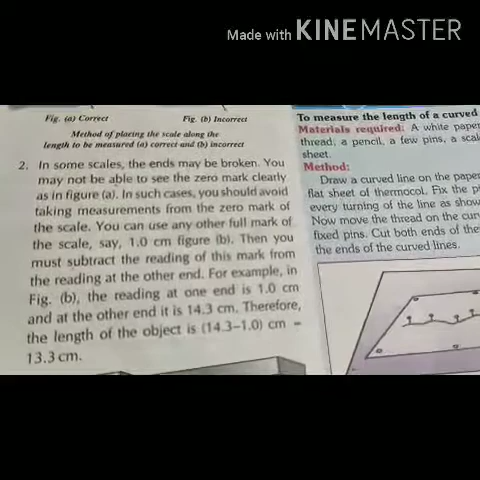 Made with KINEMASTER
Fig. (a) Correct
Fig. (b) Incorrect
Method of placing the scale along the
length to be measured (a) correct and (b) incorrect
2. In some scales, the ends may be broken. You
may not be able to see the zero mark clearly
as in figure (a). In such cases, you should avoid
taking measurements from the zero mark of
the scale. You can use any other full mark of
the scale, say, 1.0 cm figure (b). Then you
must subtract the reading of this mark from
the reading at the other end. For example, in
Fig. (b), the reading at one end is 1.0 cm
and at the other end it is 14.3 cm. Therefore,
the length of the object is (14.3–1.0) cm =
13.3 cm.
To measure the length of a curved
Materials required: A white paper
thread, a pencil, a few pins, a
sheet.
Method:
Draw a curved line on the paper
flat sheet of thermocol. Fix the
every turning of the line as
Now move the thread on the
fixed pins. Cut both ends of the
the ends of the curved lines.